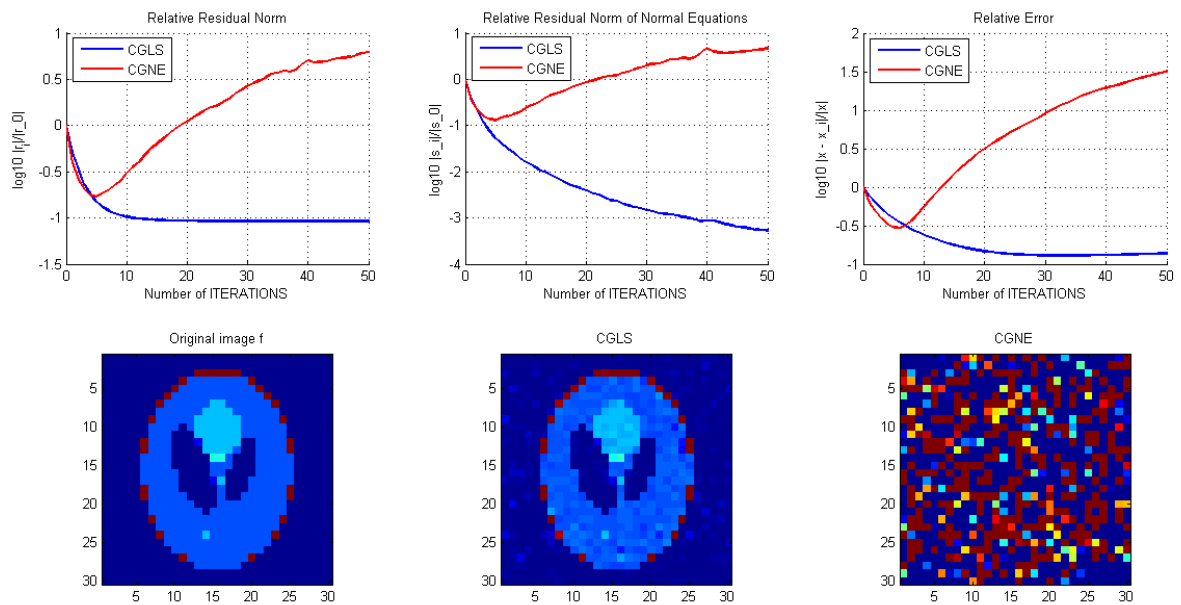 Relative Residual Norm
log10 |r_i|/|r_0|
1
0.5
0
-0.5
-1
-1.5
0 10 20 30 40 50
Number of ITERATIONS
CGLS
CGNE
Relative Residual Norm of Normal Equations
log10 |s_i|/|s_0|
1
0
-1
-2
-3
-4
0 10 20 30 40 50
Number of ITERATIONS
CGLS
CGNE
Relative Error
log10 |x - x_i|/|x|
2
1.5
1
0.5
0
-0.5
-1
0 10 20 30 40 50
Number of ITERATIONS
CGLS
CGNE
Original image f
5
10
15
20
25
30
5 10 15 20 25 30
CGLS
5
10
15
20
25
30
5 10 15 20 25 30
CGNE
5
10
15
20
25
30
5 10 15 20 25 30